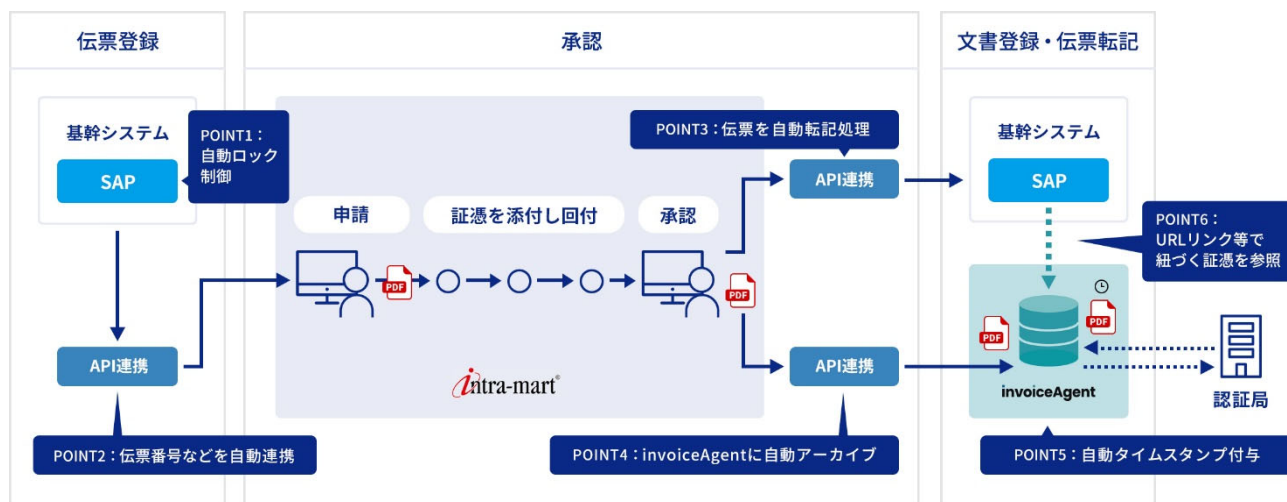 伝票登録
承認
文書登録・伝票転記
基幹システム
SAP
POINT1：
自動ロック
制御
API連携
POINT2：伝票番号などを自動連携
申請
証憑を添付し回付
承認
PDF
PDF
intra-mart®
POINT3：伝票を自動転記処理
API連携
API連携
POINT4：invoiceAgentに自動アーカイブ
基幹システム
SAP
POINT6：
URLリンク等で
紐づく証憑を参照
PDF
PDF
invoiceAgent
認証局
POINT5：自動タイムスタンプ付与